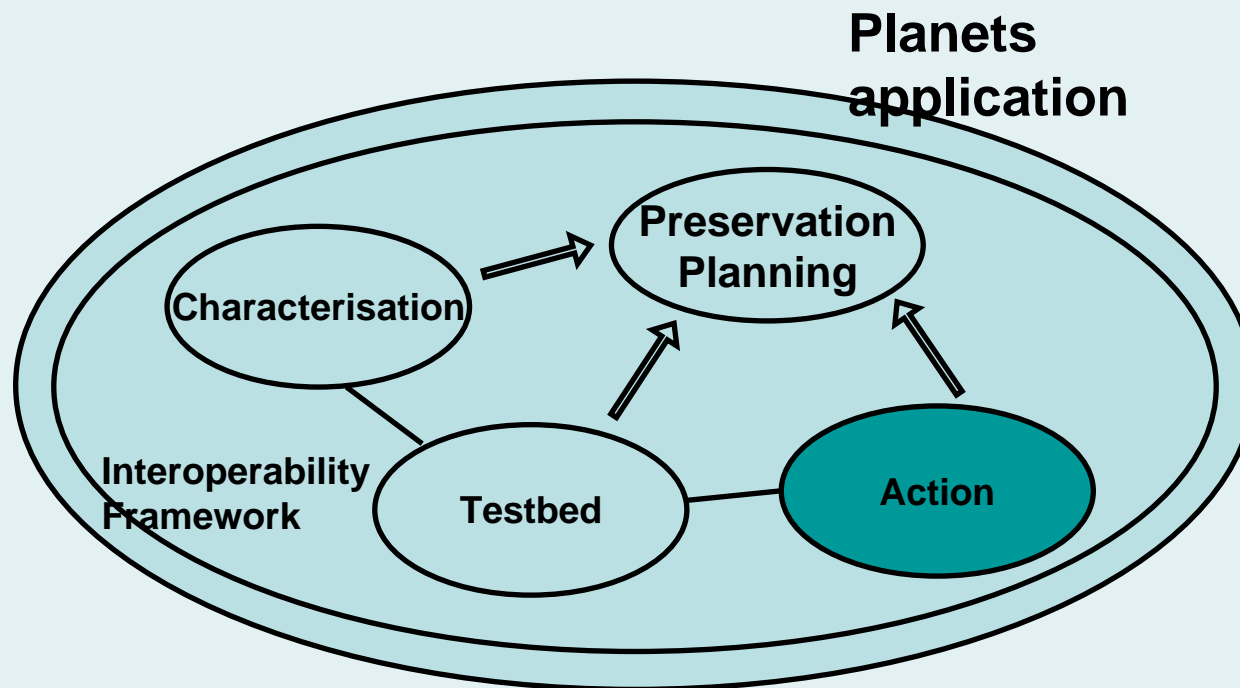 Planets
application
Preservation
Planning
Characterisation
Interoperability
Framework
Testbed
Action